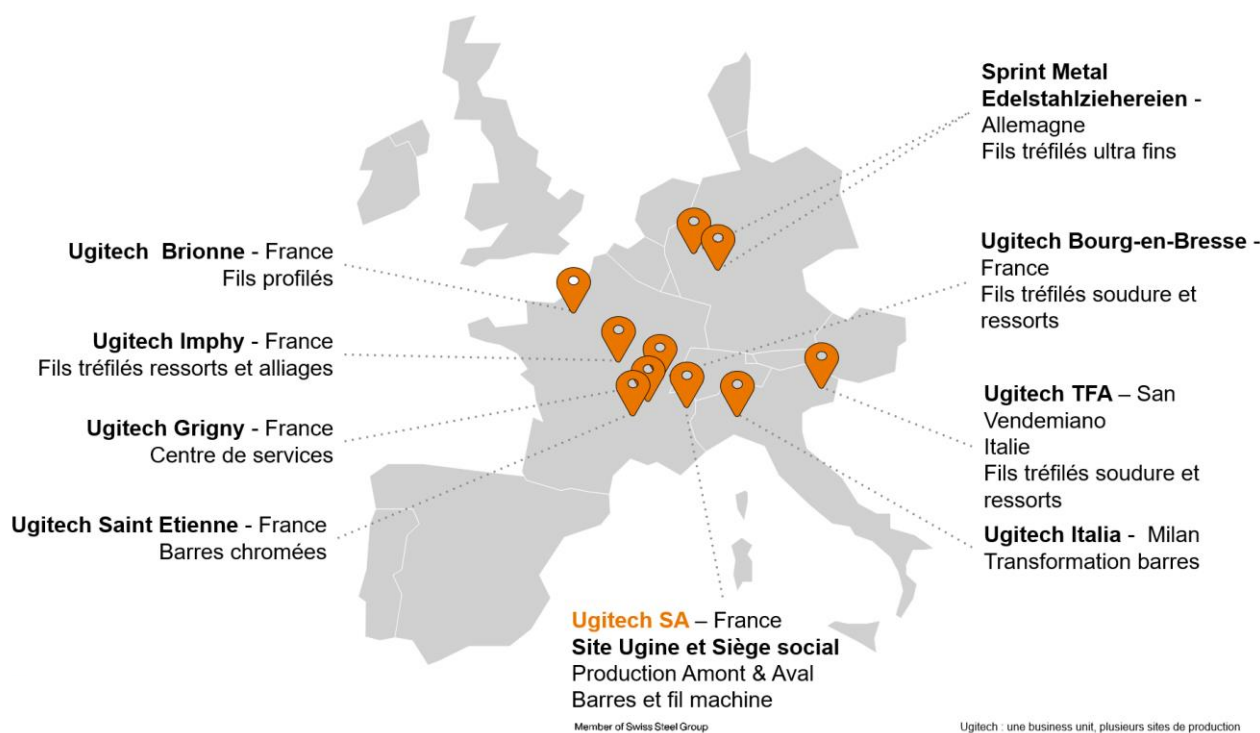 Sprint Metal
Edelstahlziehereien -
Allemagne
Fils tréfilés ultra fins
Ugitech  Brionne - France
Fils profilés
Ugitech Bourg-en-Bresse -
France
Fils tréfilés soudure et
ressorts
Ugitech Imphy - France
Fils tréfilés ressorts et alliages
Ugitech Grigny - France
Centre de services
Ugitech TFA – San
Vendemiano
Italie
Fils tréfilés soudure et
ressorts
Ugitech Saint Etienne - France
Barres chromées
Ugitech Italia -  Milan
Transformation barres
Ugitech SA – France
Site Ugine et Siège social
Production Amont & Aval
Barres et fil machine
Member of Swiss Steel Group
Ugitech : une business unit, plusieurs sites de production